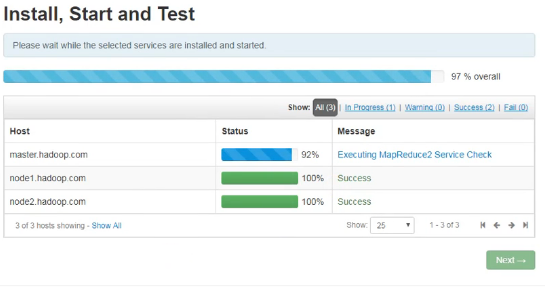 Install, Start and Test
Please wait while the selected services are installed and started.
97 % overall
Show: All (3) | In Progress (1) | Warning (0) | Success (2) | Fail (0)
Host Status Message
master.hadoop.com 92% Executing MapReduce2 Service Check
node1.hadoop.com 100% Success
node2.hadoop.com 100% Success
3 of 3 hosts showing - Show All Show: 25 1 - 3 of 3
Next →